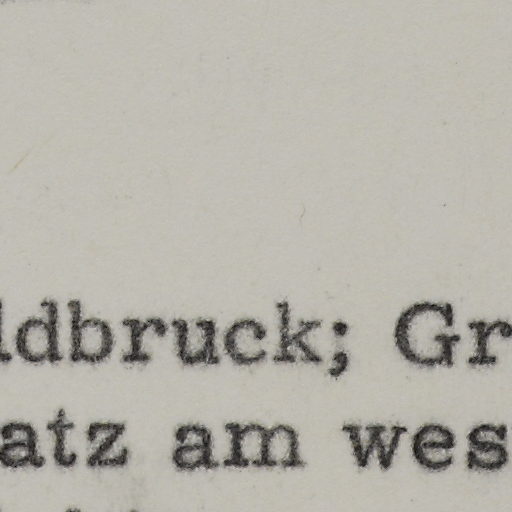 ldbruck; Gr
atz am wes